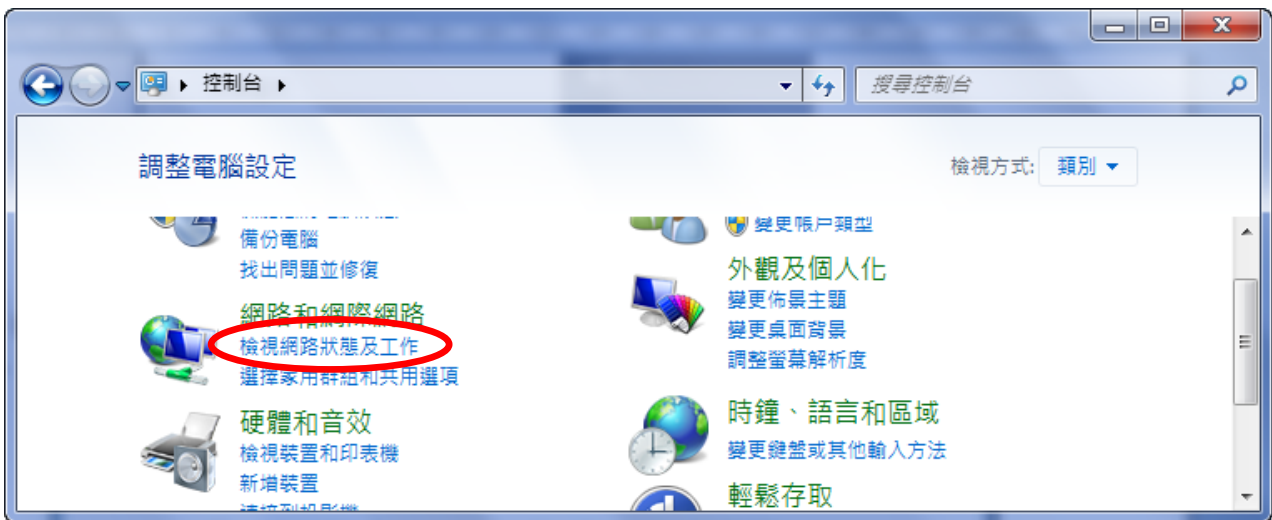 控制台
搜尋控制台
調整電腦設定
檢視方式: 類別
備份電腦
找出問題並修復
網路和網際網路
檢視網路狀態及工作
選擇家用群組和共用選項
硬體和音效
檢視裝置和印表機
新增裝置
變更帳戶類型
外觀及個人化
變更佈景主題
變更桌面背景
調整螢幕解析度
時鐘、語言和區域
變更鍵盤或其他輸入方法
輕鬆存取